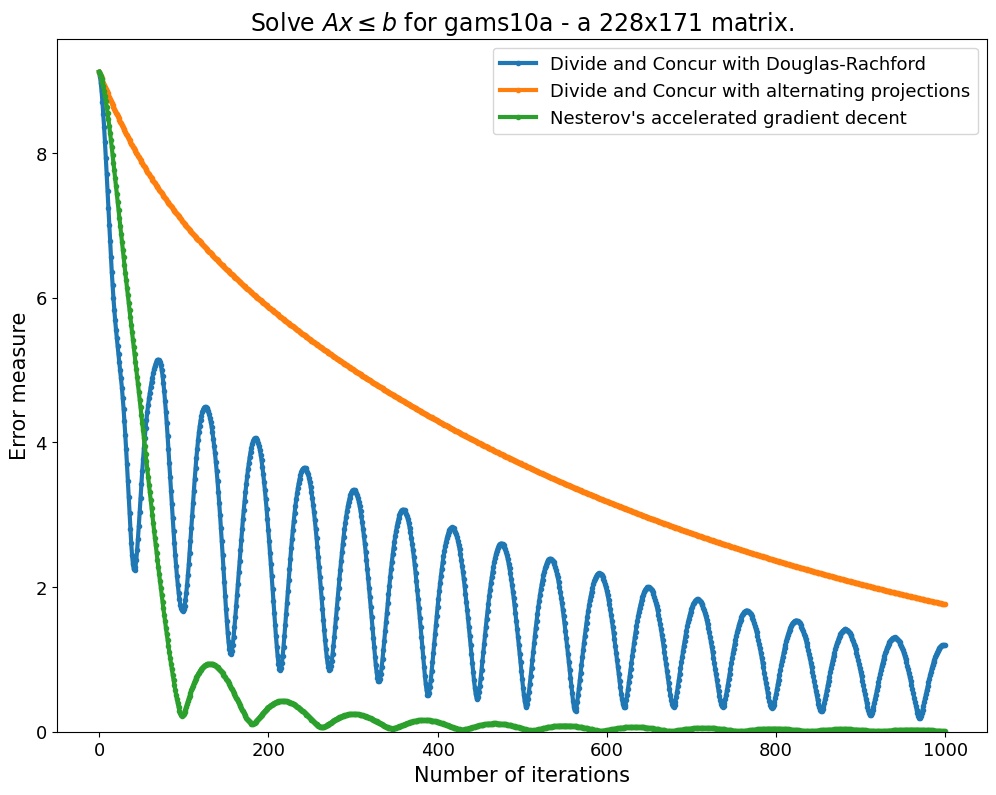 Solve Ax ≤ b for gams10a - a 228x171 matrix.
Divide and Concur with Douglas-Rachford
Divide and Concur with alternating projections
Nesterov's accelerated gradient decent
Error measure
8
6
4
2
0
0 200 400 600 800 1000
Number of iterations